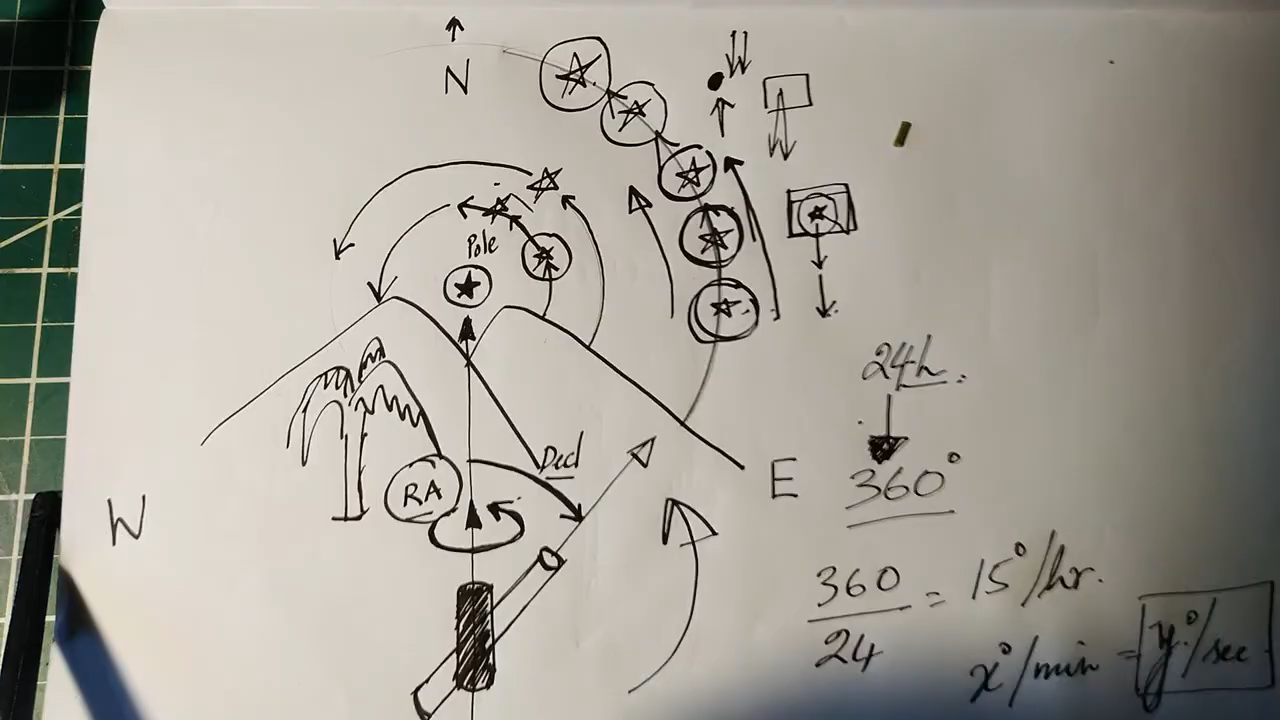 N
Pole
24h.
Decl
E
360°
RA
W
360
24
= 15°/hr.
x°/min = y°/sec